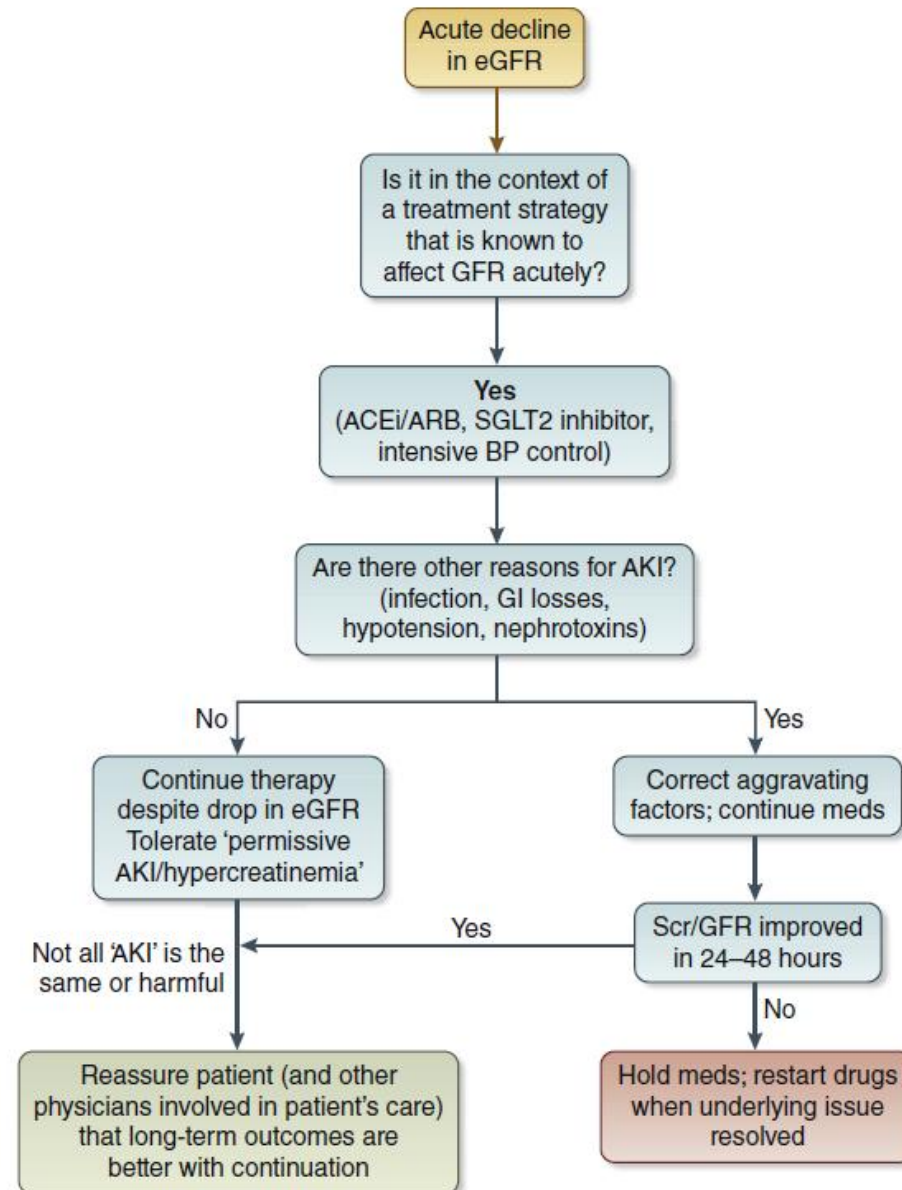 Acute decline
in eGFR
Is it in the context of
a treatment strategy
that is known to
affect GFR acutely?
Yes
(ACEi/ARB, SGLT2 inhibitor,
intensive BP control)
Are there other reasons for AKI?
(infection, GI losses,
hypotension, nephrotoxins)
No
Yes
Continue therapy
despite drop in eGFR
Tolerate ‘permissive
AKI/hypercreatinemia’
Correct aggravating
factors; continue meds
Not all ‘AKI’ is the
same or harmful
Yes
Scr/GFR improved
in 24–48 hours
No
Reassure patient (and other
physicians involved in patient’s care)
that long-term outcomes are
better with continuation
Hold meds; restart drugs
when underlying issue
resolved